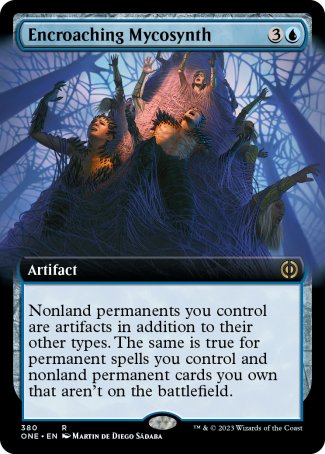 Encroaching Mycosynth 3
Artifact
Nonland permanents you control
are artifacts in addition to their
other types. The same is true for
permanent spells you control and
nonland permanent cards you own
that aren't on the battlefield.
380 R
ONE • EN Martin de Diego Sádaba
™ & © 2023 Wizards of the Coast